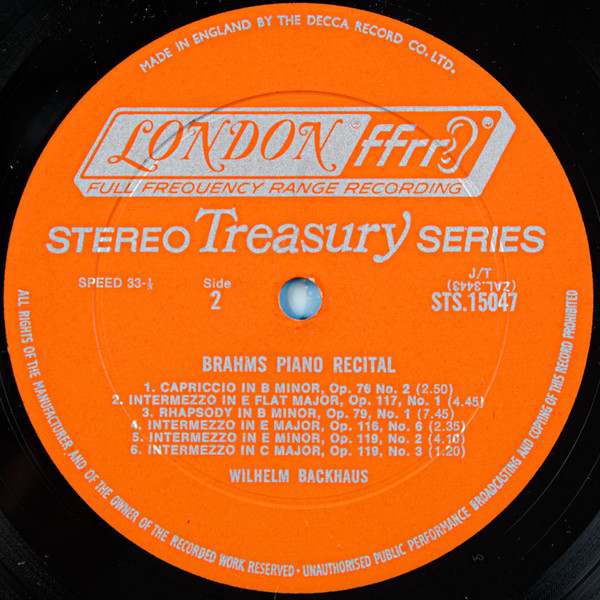 MADE IN ENGLAND BY THE DECCA RECORD CO. LTD.
LONDON ® ffrr ®
FULL FREQUENCY RANGE RECORDING
STEREO Treasury SERIES
SPEED 33-⅓
Side
2
J/T
(ZAL.3443)
STS.15047
BRAHMS PIANO RECITAL
1. CAPRICCIO IN B MINOR, Op. 76 No. 2 (2.50)
2. INTERMEZZO IN E FLAT MAJOR, Op. 117, No. 1 (4.45)
3. RHAPSODY IN B MINOR, Op. 79, No. 1 (7.45)
4. INTERMEZZO IN E MAJOR, Op. 116, No. 6 (2.35)
5. INTERMEZZO IN E MINOR, Op. 119, No. 2 (4.10)
6. INTERMEZZO IN C MAJOR, Op. 119, No. 3 (1.20)
WILHELM BACKHAUS
ALL RIGHTS OF THE MANUFACTURER AND OF THE OWNER OF THE RECORDED WORK RESERVED · UNAUTHORISED PUBLIC PERFORMANCE BROADCASTING AND COPYING OF THIS RECORD PROHIBITED